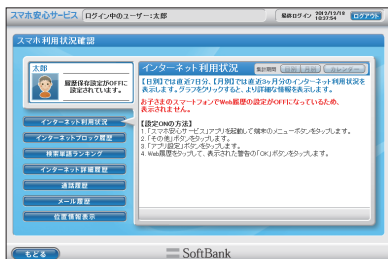 スマホ安心サービス ログイン中のユーザー:太郎
最終ログイン 2012/12/19 10:37:54 ログアウト
スマホ利用状況確認
太郎
履歴保存設定がOFFに
設定されています。
インターネット利用状況
インターネットブロック履歴
検索単語ランキング
インターネット詳細履歴
通話履歴
メール履歴
位置情報表示
インターネット利用状況 集計期間 日別 月別 カレンダー
【日別】では直近7日分、【月別】では直近3ヶ月分のインターネット利用状況を
表示します。グラフをクリックすると、より詳細な情報を表示します。
お子さまのスマートフォンでWeb履歴の設定がOFFになっているため、
表示されません。
【設定ONの方法】
1.「スマホ安心サービス」アプリを起動して端末のメニューボタンをタップします。
2.「その他」ボタンをタップします。
3.「アプリ設定」ボタンをタップします。
4. Web履歴をタップして、表示された警告の「OK」ボタンをタップします。
もどる
SoftBank